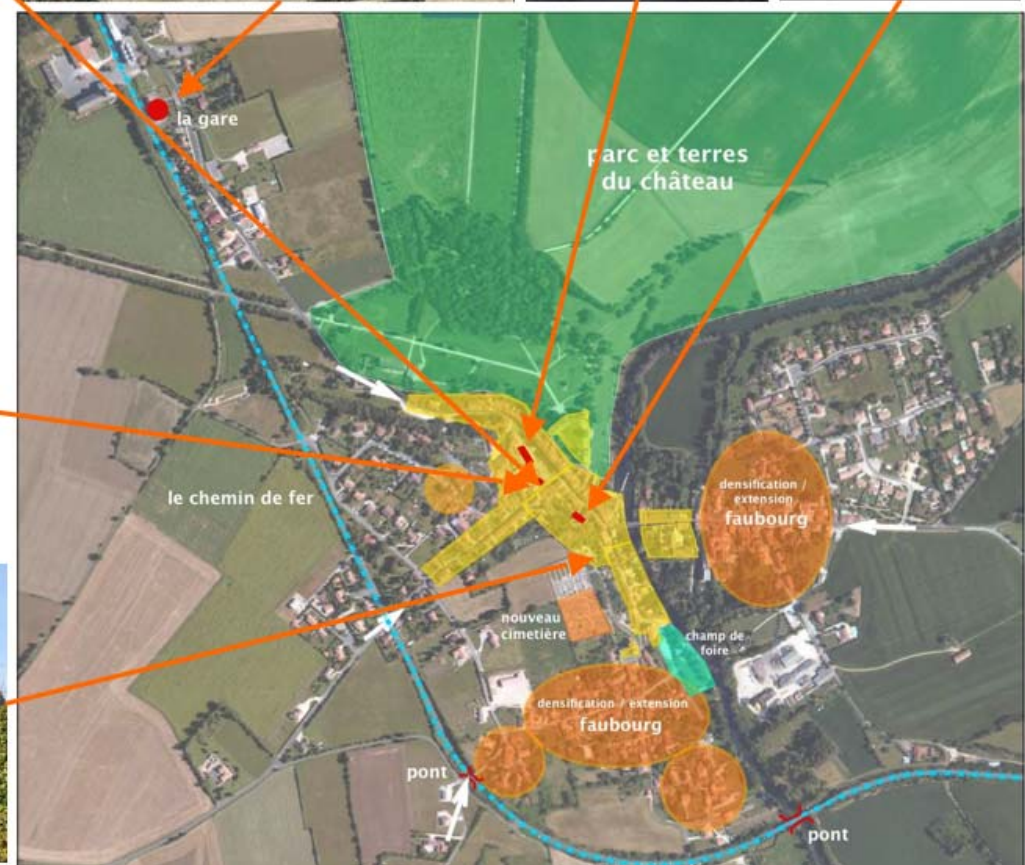 la gare
parc et terres
du château
le chemin de fer
densification /
extension
faubourg
nouveau
cimetière
champ de
foire
densification / extension
faubourg
pont
pont